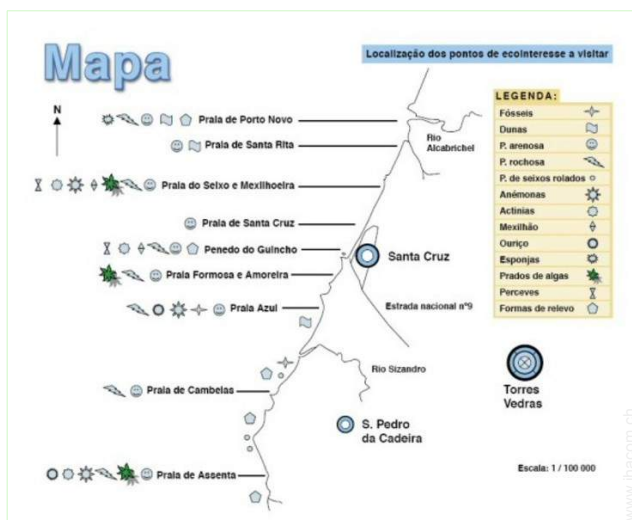 Mapa
Localização dos pontos de ecointeresse a visitar
N
Praia de Porto Novo
Praia de Santa Rita
Praia do Seixo e Mexilhoeira
Praia de Santa Cruz
Penedo do Guincho
Praia Formosa e Amoreira
Praia Azul
Praia de Cambelas
Praia de Assenta
Rio
Alcabrichel
Santa Cruz
Estrada nacional nº9
Rio Sizandro
S. Pedro
da Cadeira
LEGENDA:
Fósseis
Dunas
P. arenosa
P. rochosa
P. de seixos rolados
Anémonas
Actinias
Mexilhão
Ouriço
Esponjas
Prados de algas
Perceves
Formas de relevo
Torres
Vedras
Escala: 1 / 100 000